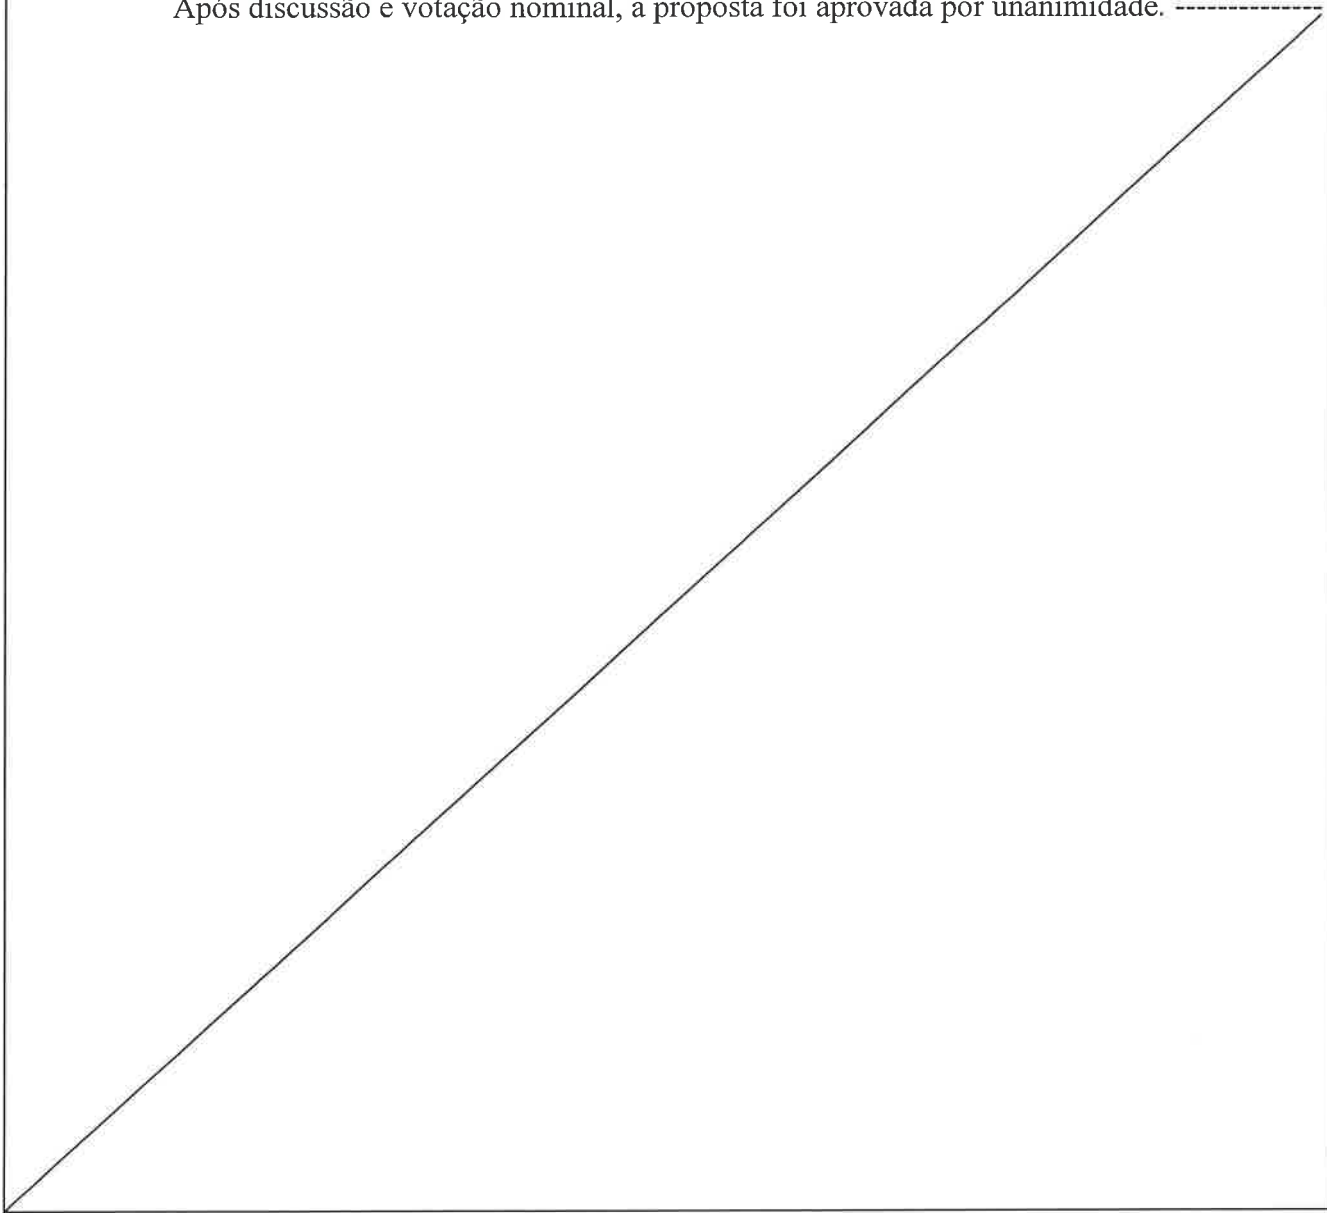 Após discussão e votação nominal, a proposta foi aprovada por unanimidade. --------------